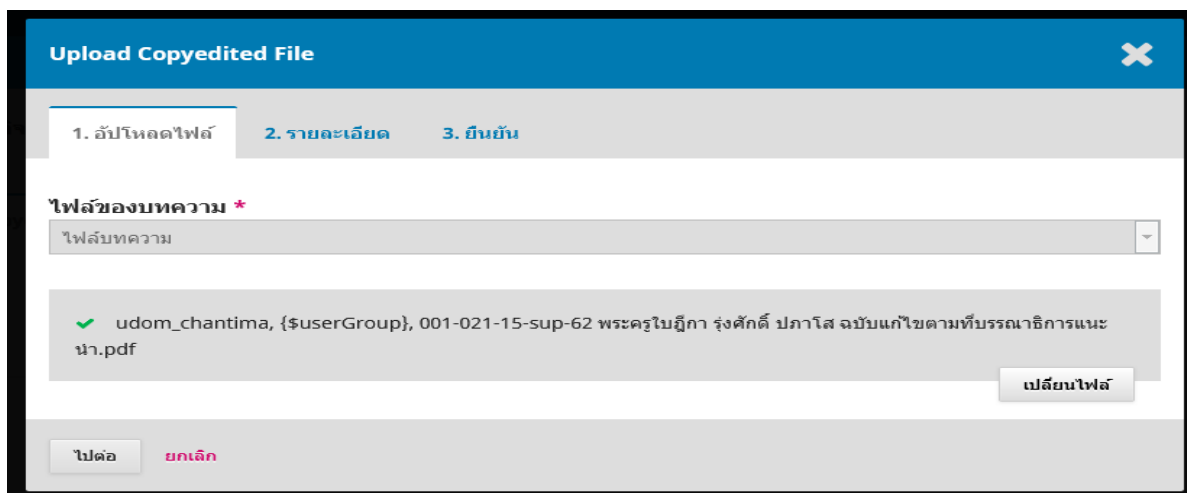 Upload Copyedited File
1. อัปโหลดไฟล์ 2. รายละเอียด 3. ยืนยัน
ไฟล์ของบทความ *
ไฟล์บทความ
udom_chantima, {$userGroup}, 001-021-15-sup-62 พระครูใบฎีกา รุ่งศักดิ์ ปภาโส ฉบับแก้ไขตามที่บรรณาธิการแนะ
นำ.pdf
เปลี่ยนไฟล์
ไปต่อ ยกเลิก